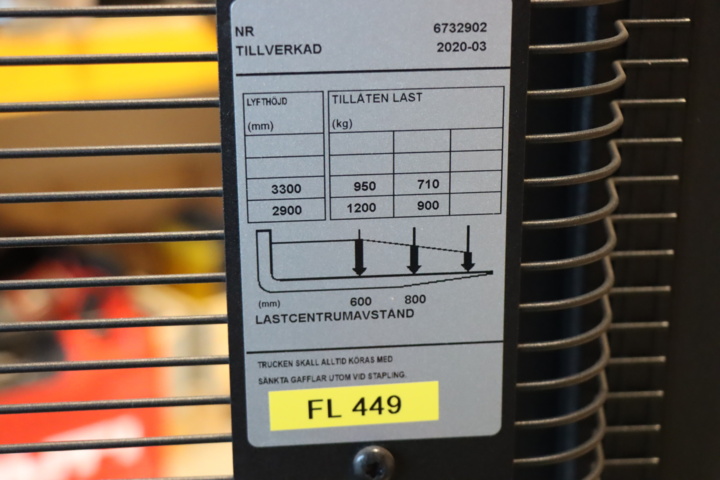 NR 6732902
TILLVERKAD 2020-03
LYFTHÖJD TILLÅTEN LAST
(mm) (kg)
3300 950 710
2900 1200 900
(mm) 600 800
LASTCENTRUMAVSTÅND
TRUCKEN SKALL ALLTID KÖRAS MED
SÄNKTA GAFFLAR UTOM VID STAPLING.
FL 449